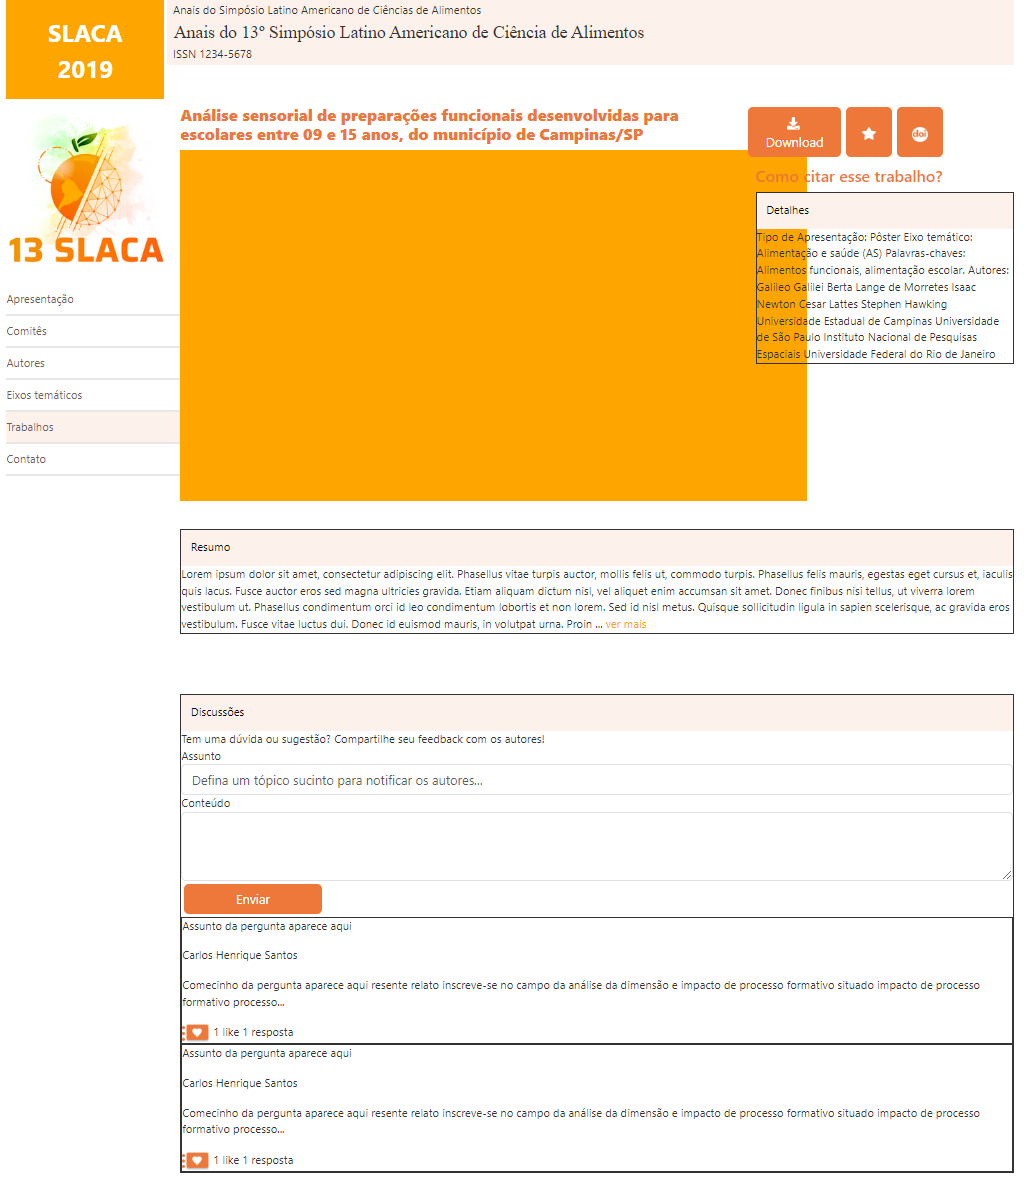 SLACA
2019
Anais do Simpósio Latino Americano de Ciências de Alimentos
Anais do 13º Simpósio Latino Americano de Ciência de Alimentos
ISSN 1234-5678
13 SLACA
Apresentação
Comitês
Autores
Eixos temáticos
Trabalhos
Contato
Análise sensorial de preparações funcionais desenvolvidas para
escolares entre 09 e 15 anos, do município de Campinas/SP
Download
doi
Como citar esse trabalho?
Detalhes
Tipo de Apresentação: Pôster Eixo temático:
Alimentação e saúde (AS) Palavras-chaves:
Alimentos funcionais, alimentação escolar. Autores:
Galileo Galilei Berta Lange de Morretes Isaac
Newton Cesar Lattes Stephen Hawking
Universidade Estadual de Campinas Universidade
de São Paulo Instituto Nacional de Pesquisas
Espaciais Universidade Federal do Rio de Janeiro
Resumo
Lorem ipsum dolor sit amet, consectetur adipiscing elit. Phasellus vitae turpis auctor, mollis felis ut, commodo turpis. Phasellus felis mauris, egestas eget cursus et, iaculis
quis lacus. Fusce auctor eros sed magna ultricies gravida. Etiam aliquam dictum nisl, vel aliquet enim accumsan sit amet. Donec finibus nisi tellus, ut viverra lorem
vestibulum ut. Phasellus condimentum orci id leo condimentum lobortis et non lorem. Sed id nisl metus. Quisque sollicitudin ligula in sapien scelerisque, ac gravida eros
vestibulum. Fusce vitae luctus dui. Donec id euismod mauris, in volutpat urna. Proin ... ver mais
Discussões
Tem uma dúvida ou sugestão? Compartilhe seu feedback com os autores!
Assunto
Defina um tópico sucinto para notificar os autores...
Conteúdo
Enviar
Assunto da pergunta aparece aqui
Carlos Henrique Santos
Comecinho da pergunta aparece aqui resente relato inscreve-se no campo da análise da dimensão e impacto de processo formativo situado impacto de processo
formativo processo...
1 like 1 resposta
Assunto da pergunta aparece aqui
Carlos Henrique Santos
Comecinho da pergunta aparece aqui resente relato inscreve-se no campo da análise da dimensão e impacto de processo formativo situado impacto de processo
formativo processo...
1 like 1 resposta